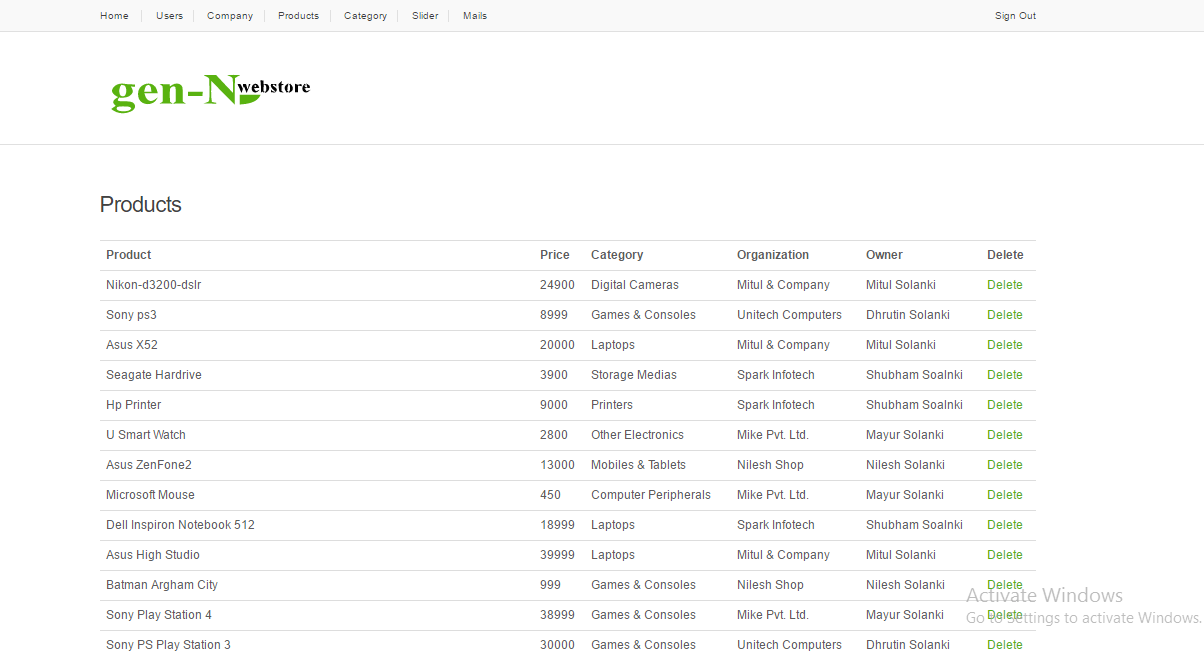 Home Users Company Products Category Slider Mails Sign Out
gen-N webstore
Products
Product Price Category Organization Owner Delete
Nikon-d3200-dslr 24900 Digital Cameras Mitul & Company Mitul Solanki Delete
Sony ps3 8999 Games & Consoles Unitech Computers Dhrutin Solanki Delete
Asus X52 20000 Laptops Mitul & Company Mitul Solanki Delete
Seagate Hardrive 3900 Storage Medias Spark Infotech Shubham Soalnki Delete
Hp Printer 9000 Printers Spark Infotech Shubham Soalnki Delete
U Smart Watch 2800 Other Electronics Mike Pvt. Ltd. Mayur Solanki Delete
Asus ZenFone2 13000 Mobiles & Tablets Nilesh Shop Nilesh Solanki Delete
Microsoft Mouse 450 Computer Peripherals Mike Pvt. Ltd. Mayur Solanki Delete
Dell Inspiron Notebook 512 18999 Laptops Spark Infotech Shubham Soalnki Delete
Asus High Studio 39999 Laptops Mitul & Company Mitul Solanki Delete
Batman Argham City 999 Games & Consoles Nilesh Shop Nilesh Solanki Delete
Activate Windows
Sony Play Station 4 38999 Games & Consoles Mike Pvt. Ltd. Mayur Solanki Delete
Go to Settings to activate Windows.
Sony PS Play Station 3 30000 Games & Consoles Unitech Computers Dhrutin Solanki Delete